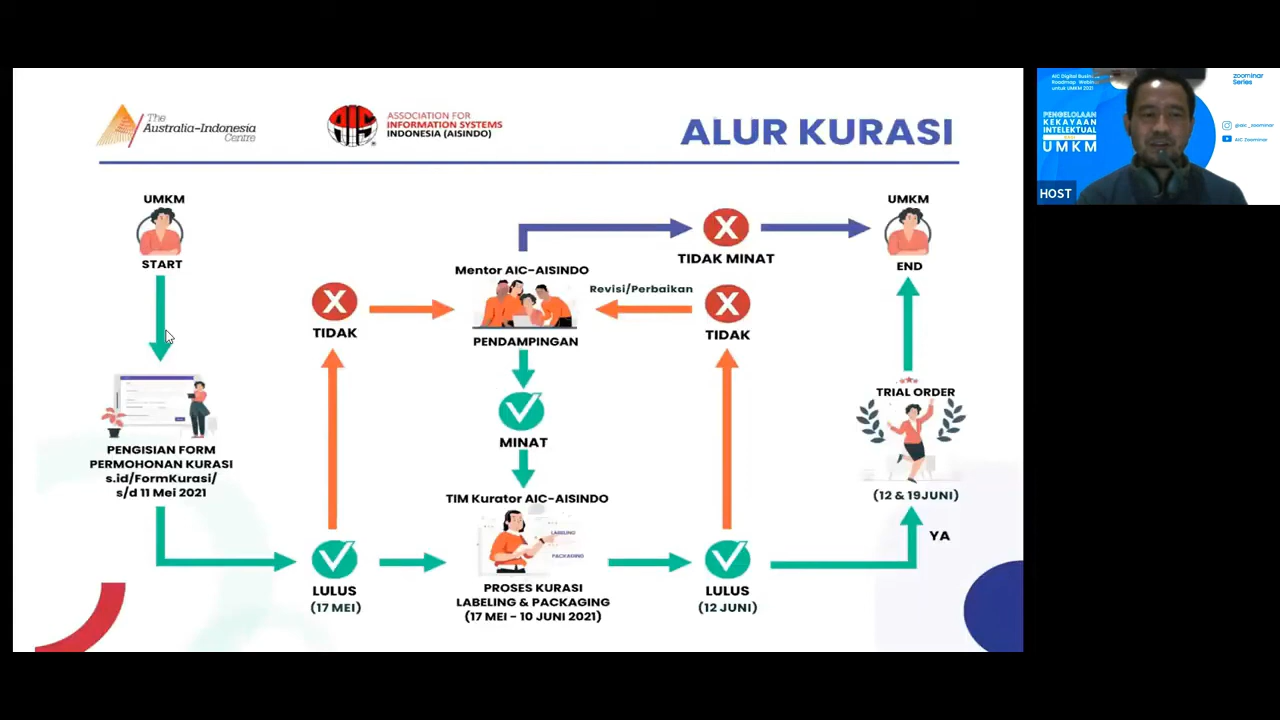 The
Australia-Indonesia
Centre
AIS
ASSOCIATION FOR
INFORMATION SYSTEMS
INDONESIA (AISINDO)
ALUR KURASI
UMKM
START
PENGISIAN FORM
PERMOHONAN KURASI
s.id/FormKurasi/
s/d 11 Mei 2021
X
TIDAK
LULUS
(17 MEI)
Mentor AIC-AISINDO
PENDAMPINGAN
MINAT
TIM Kurator AIC-AISINDO
LABELING
PACKAGING
PROSES KURASI
LABELING & PACKAGING
(17 MEI - 10 JUNI 2021)
X
TIDAK MINAT
Revisi/Perbaikan
X
TIDAK
LULUS
(12 JUNI)
UMKM
END
TRIAL ORDER
(12 & 19JUNI)
YA
AIC Digital Business
Roadmap Webinar
untuk UMKM 2021
PENGELOLAAN
KEKAYAAN
INTELEKTUAL
UMKM
zoominar
Series
@aic_zoominar
AIC Zoominar
HOST